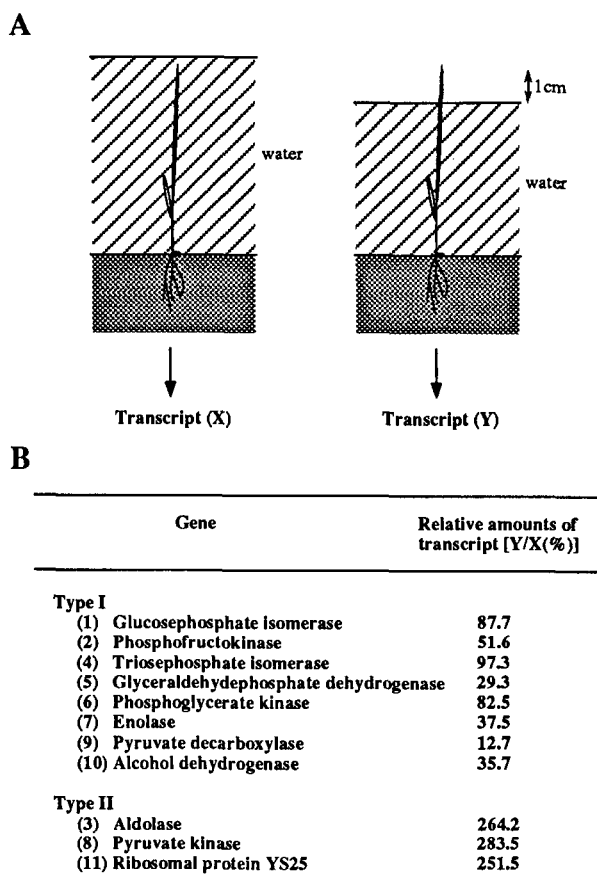 A
water
1cm
water
Transcript (X)
Transcript (Y)
B
Gene
Relative amounts of
transcript [Y/X(%)]
Type I
(1) Glucosephosphate isomerase 87.7
(2) Phosphofructokinase 51.6
(4) Triosephosphate isomerase 97.3
(5) Glyceraldehydephosphate dehydrogenase 29.3
(6) Phosphoglycerate kinase 82.5
(7) Enolase 37.5
(9) Pyruvate decarboxylase 12.7
(10) Alcohol dehydrogenase 35.7
Type II
(3) Aldolase 264.2
(8) Pyruvate kinase 283.5
(11) Ribosomal protein YS25 251.5